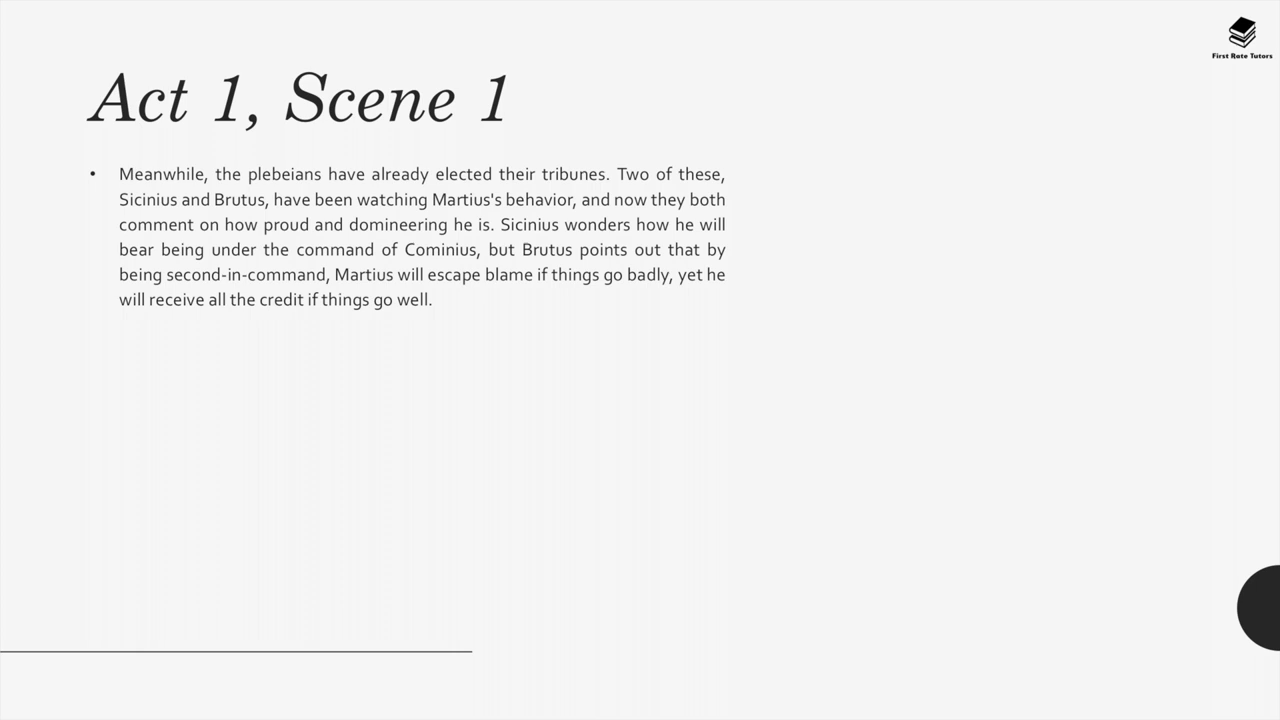 First Rate Tutors
Act 1, Scene 1
• Meanwhile, the plebeians have already elected their tribunes. Two of these,
Sicinius and Brutus, have been watching Martius's behavior, and now they both
comment on how proud and domineering he is. Sicinius wonders how he will
bear being under the command of Cominius, but Brutus points out that by
being second-in-command, Martius will escape blame if things go badly, yet he
will receive all the credit if things go well.